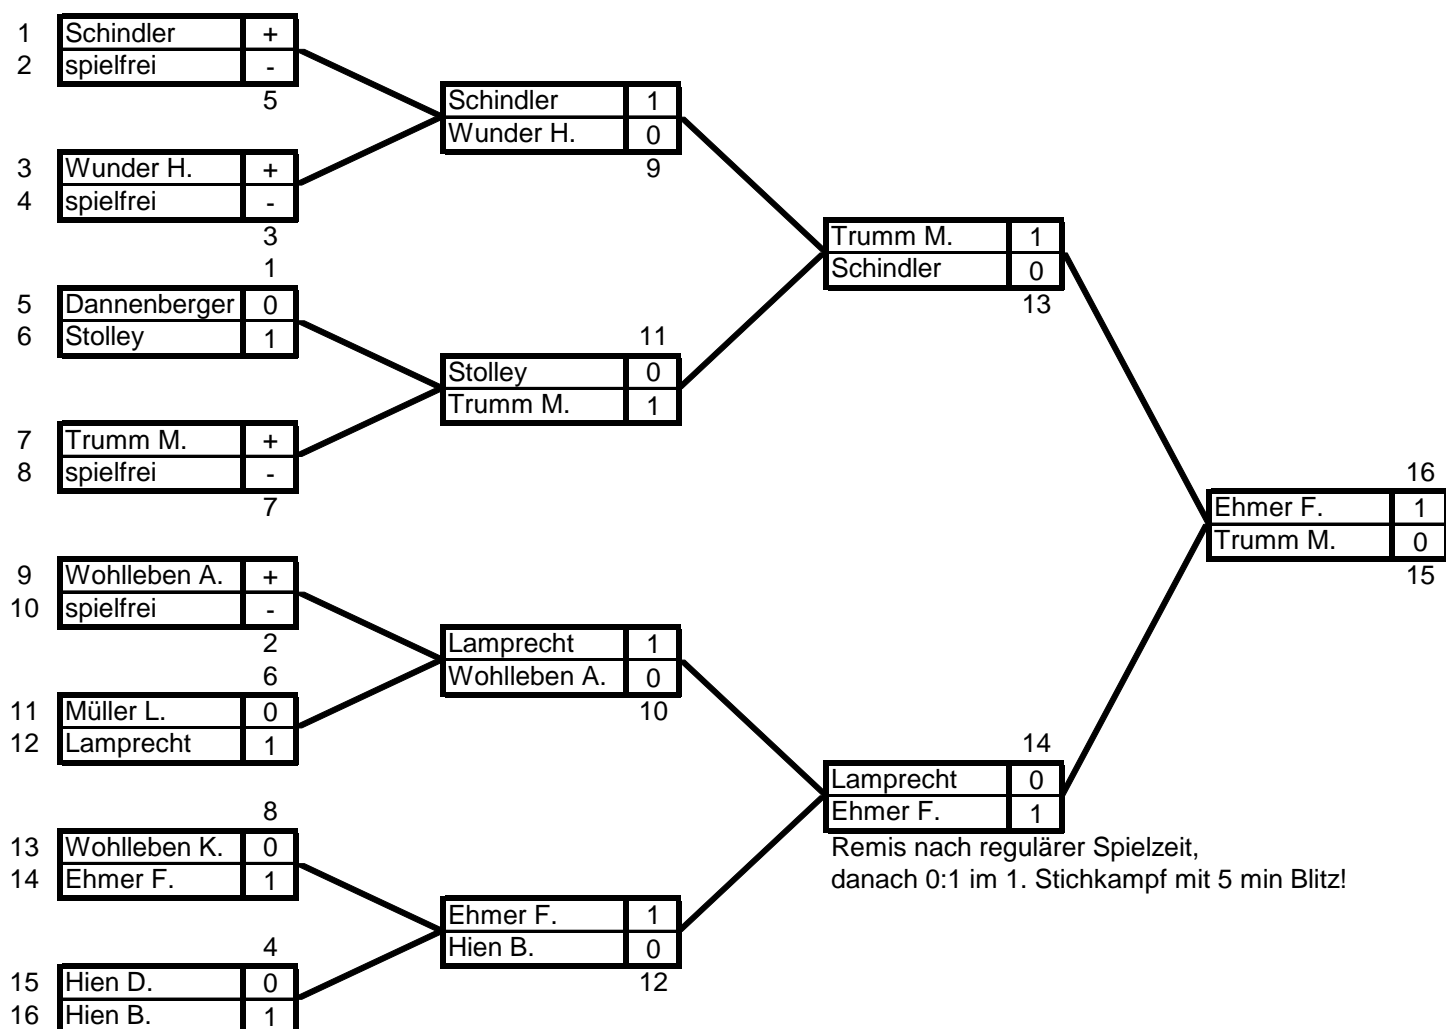 1 Schindler +
2 spielfrei -
5
3 Wunder H. +
4 spielfrei -
3
1
5 Dannenberger 0
6 Stolley 1
7 Trumm M. +
8 spielfrei -
7
9 Wohlleben A. +
10 spielfrei -
2
6
11 Müller L. 0
12 Lamprecht 1
8
13 Wohlleben K. 0
14 Ehmer F. 1
4
15 Hien D. 0
16 Hien B. 1
Schindler 1
Wunder H. 0
9
11
Stolley 0
Trumm M. 1
Lamprecht 1
Wohlleben A. 0
10
Ehmer F. 1
Hien B. 0
12
Trumm M. 1
Schindler 0
13
14
Lamprecht 0
Ehmer F. 1
Remis nach regulärer Spielzeit,
danach 0:1 im 1. Stichkampf mit 5 min Blitz!
16
Ehmer F. 1
Trumm M. 0
15